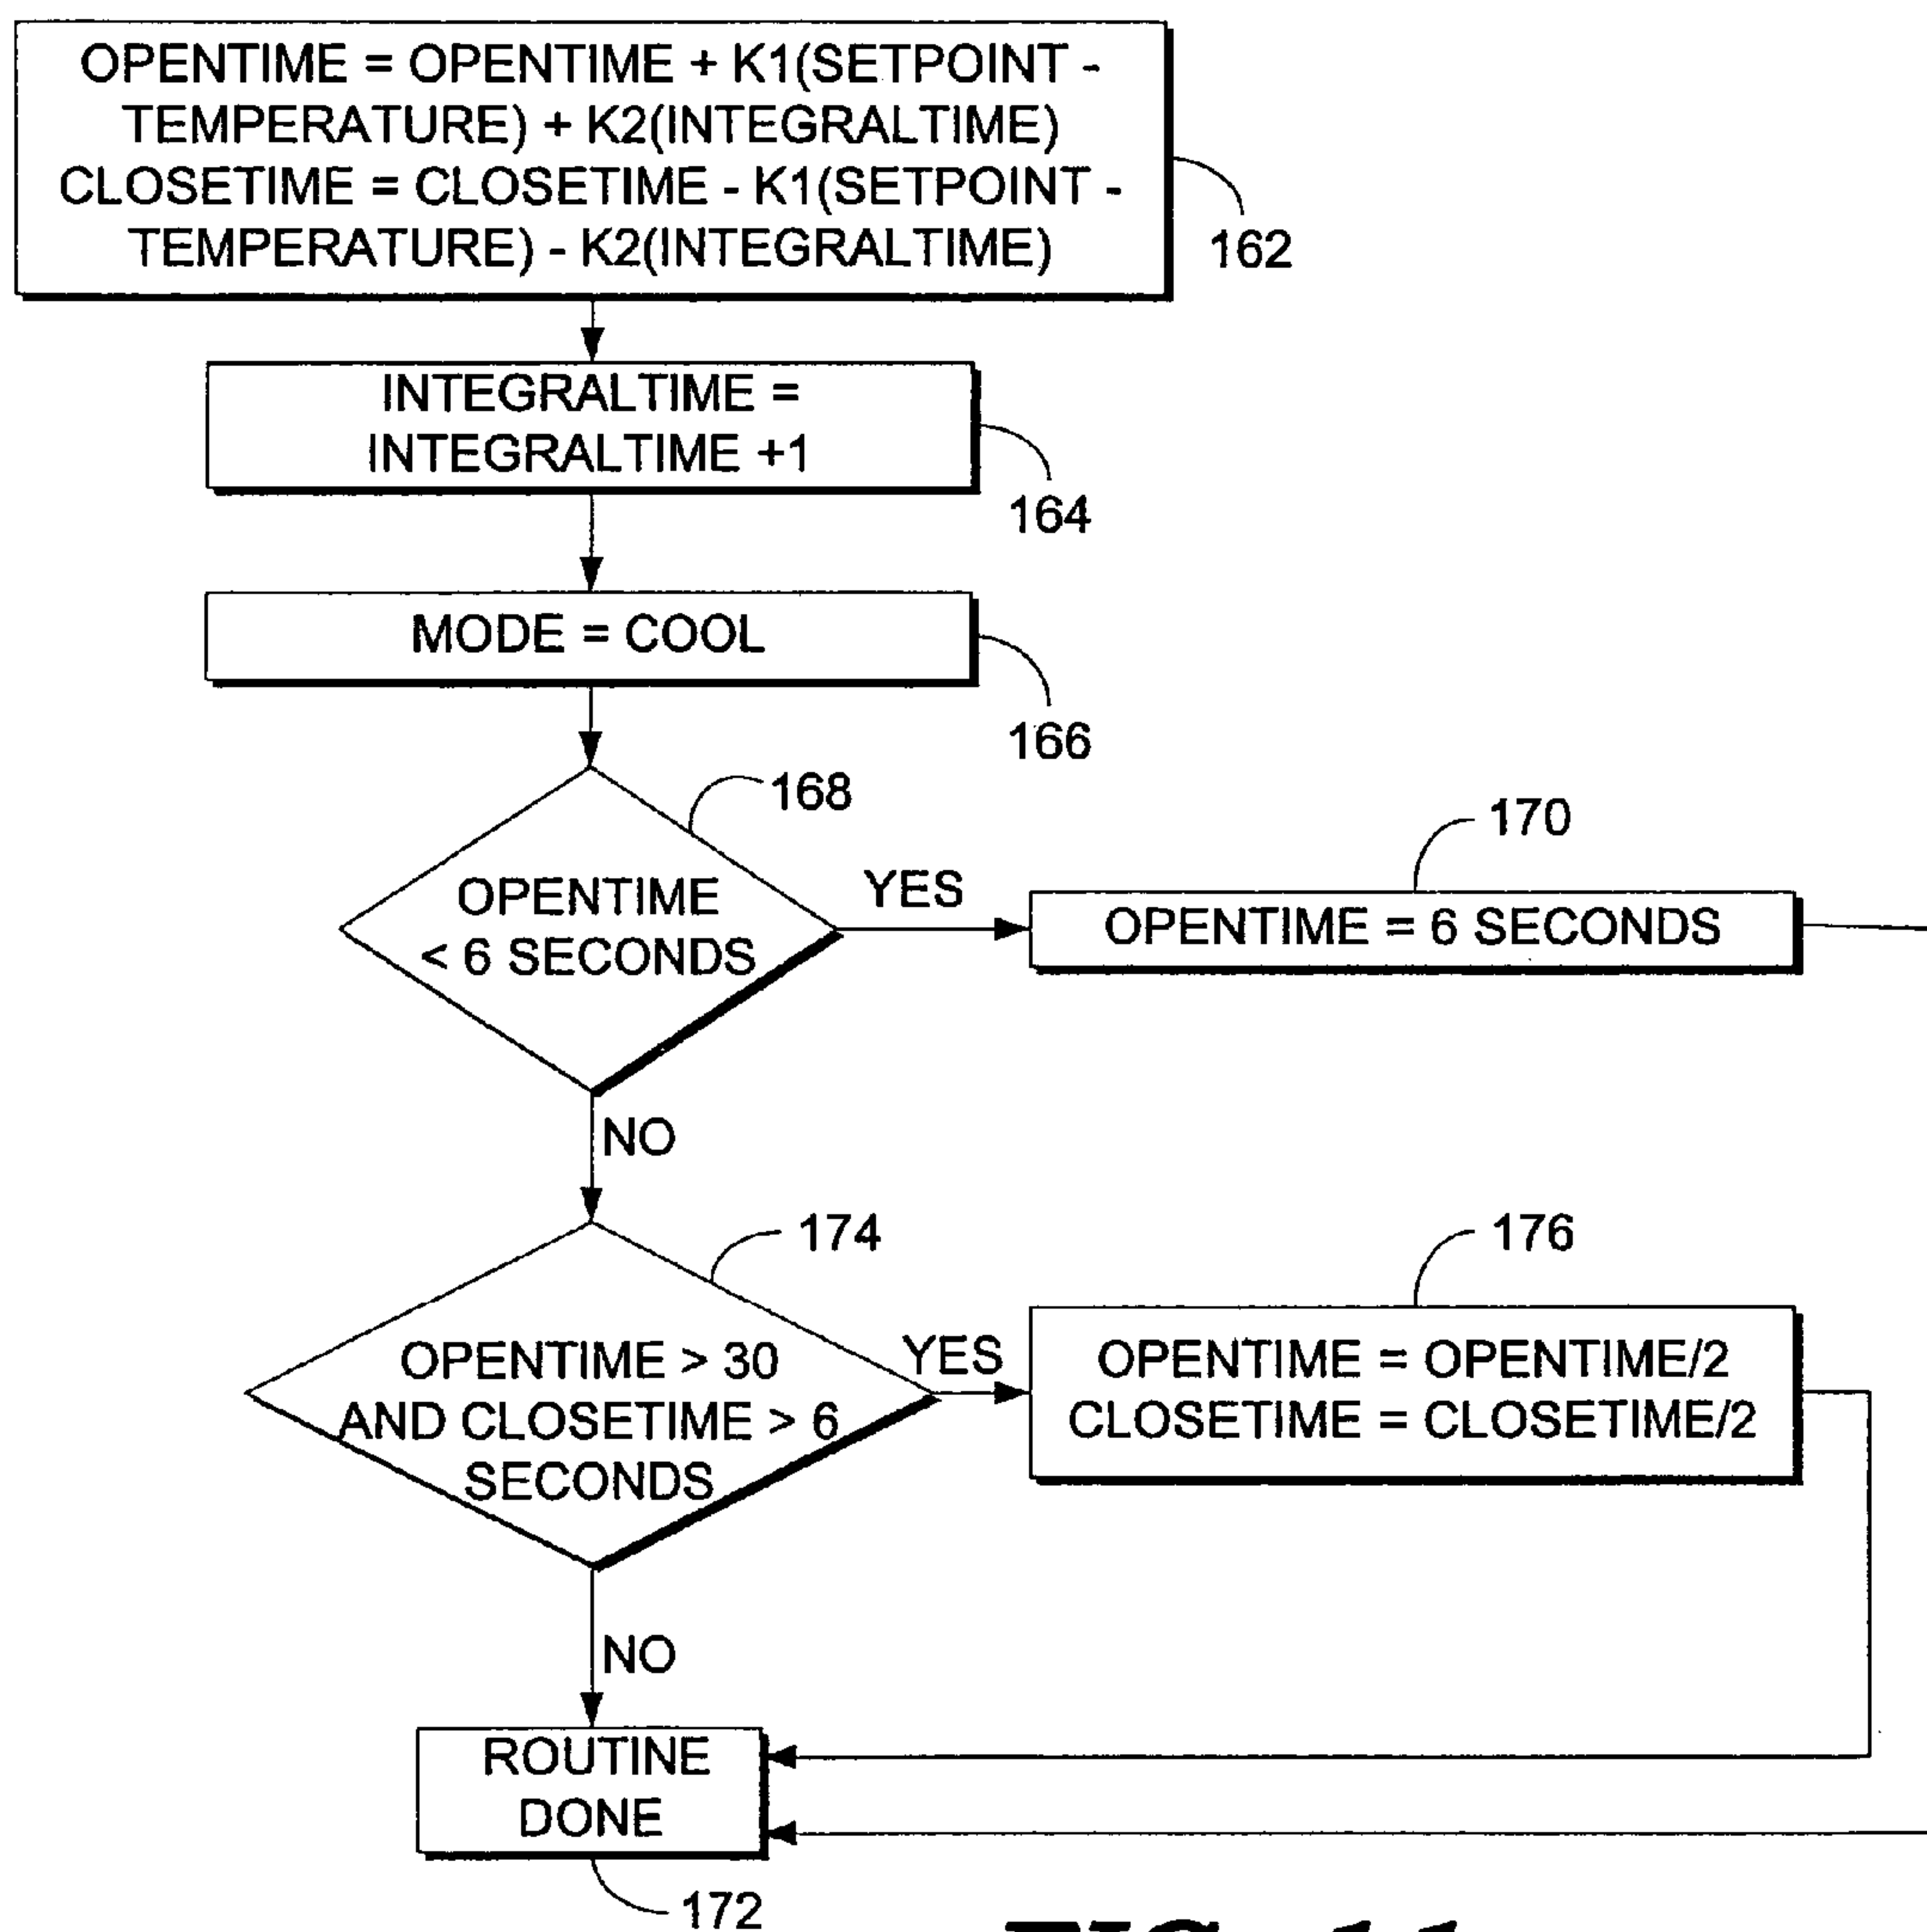 OPENTIME = OPENTIME + K1(SETPOINT -
TEMPERATURE) + K2(INTEGRALTIME)
CLOSETIME = CLOSETIME - K1(SETPOINT -
TEMPERATURE) - K2(INTEGRALTIME)
162
INTEGRALTIME =
INTEGRALTIME +1
164
MODE = COOL
166
168
OPENTIME
< 6 SECONDS
YES
170
OPENTIME = 6 SECONDS
NO
174
OPENTIME > 30
AND CLOSETIME > 6
SECONDS
YES
176
OPENTIME = OPENTIME/2
CLOSETIME = CLOSETIME/2
NO
ROUTINE
DONE
172